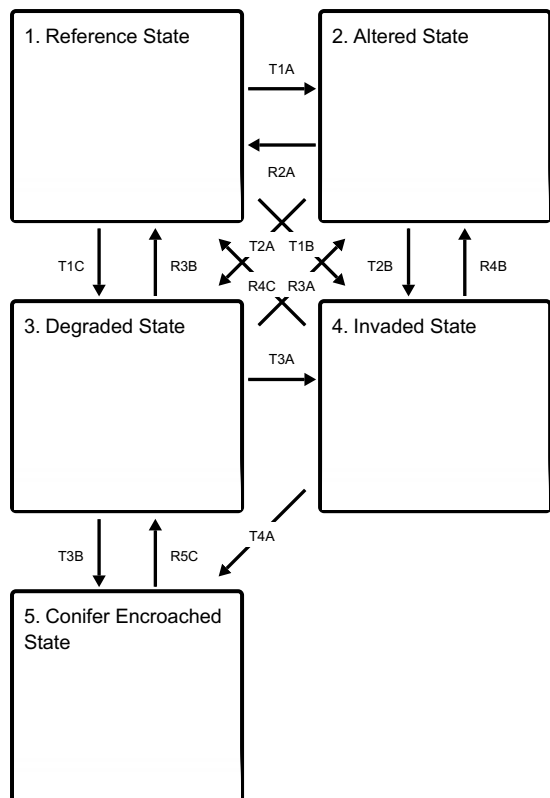 1. Reference State
2. Altered State
T1A
R2A
T2A
T1B
T1C
R3B
T2B
R4B
R4C
R3A
3. Degraded State
4. Invaded State
T3A
T4A
T3B
R5C
5. Conifer Encroached
State